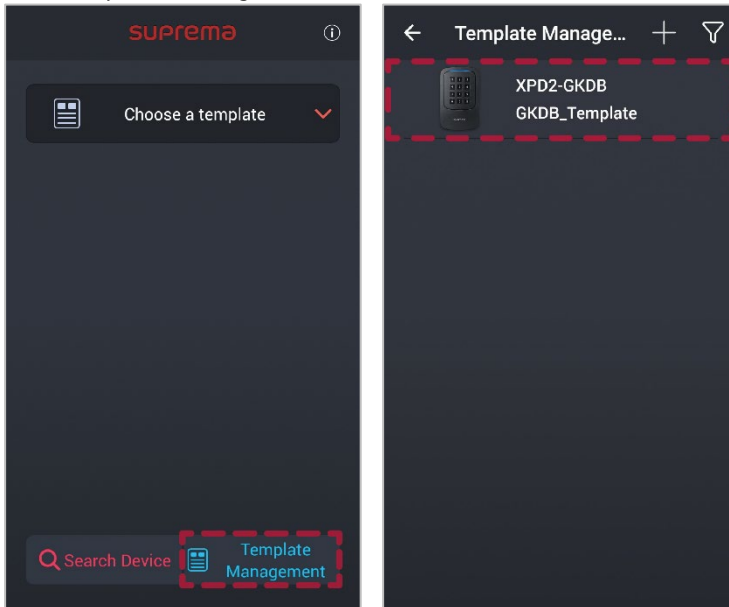 suprema
Choose a template
Search Device
Template
Management
Template Manage...
XPD2-GKDB
GKDB_Template